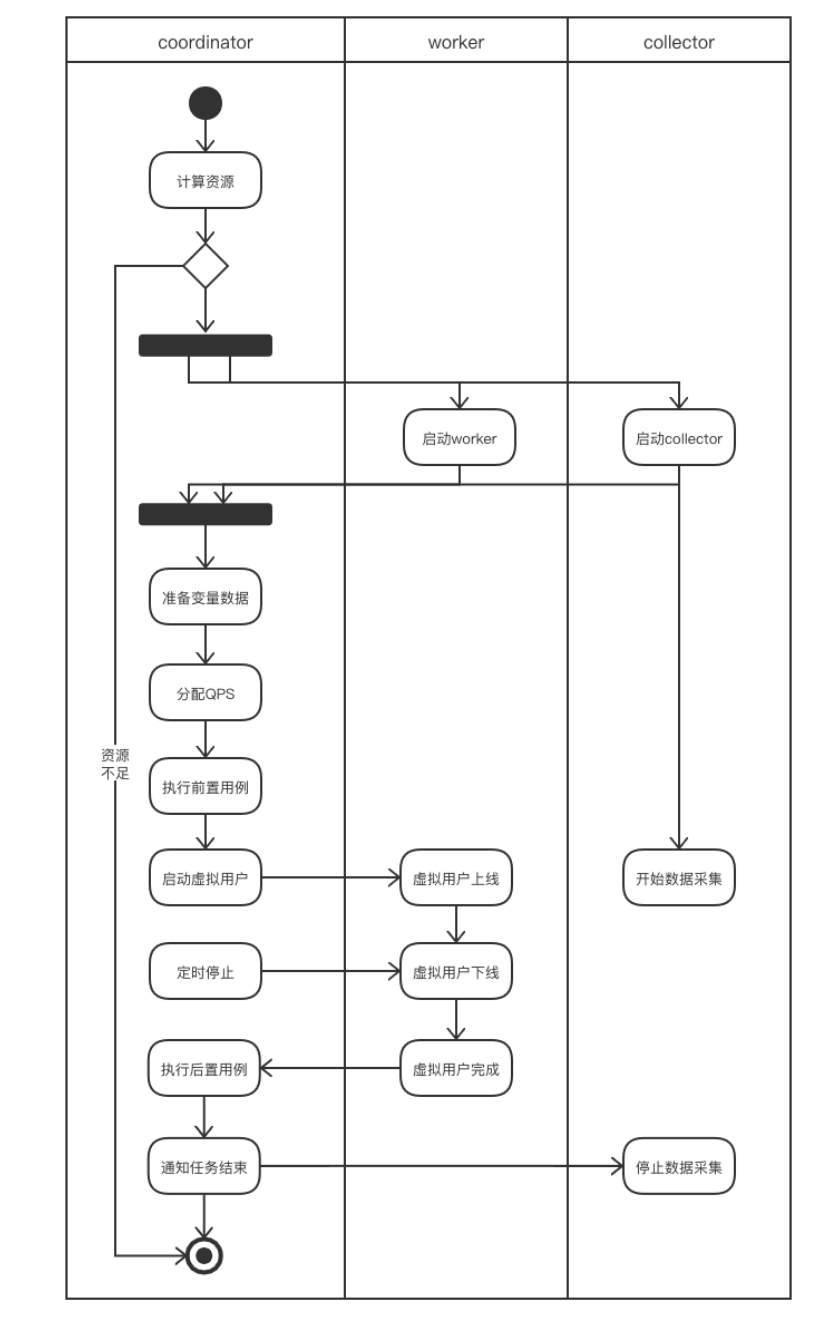 coordinator
worker
collector
计算资源
启动worker
启动collector
准备变量数据
分配QPS
资源
不足
执行前置用例
启动虚拟用户
虚拟用户上线
开始数据采集
定时停止
虚拟用户下线
执行后置用例
虚拟用户完成
通知任务结束
停止数据采集